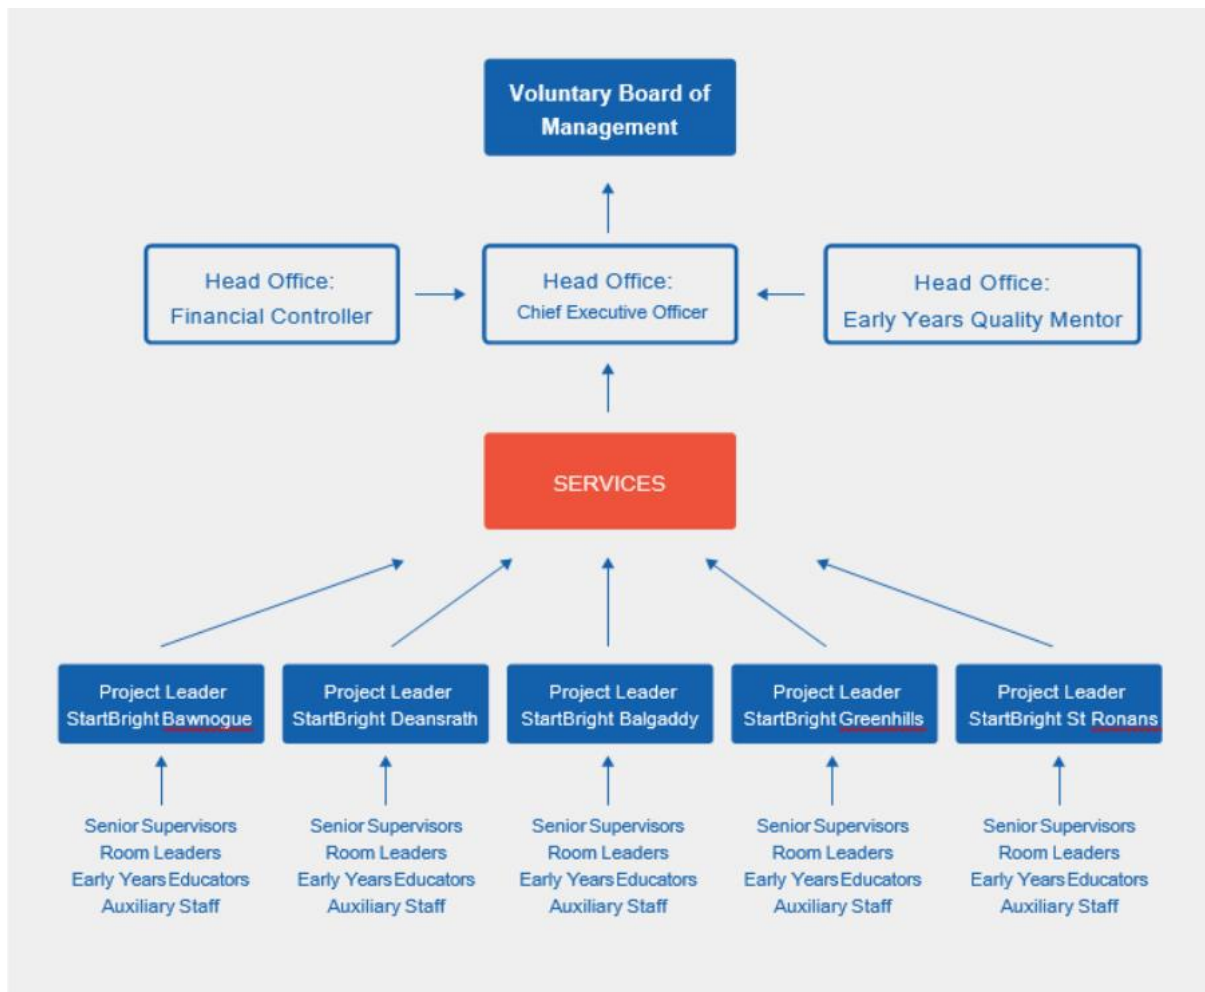 Voluntary Board of
Management
Head Office:
Financial Controller
Head Office:
Chief Executive Officer
Head Office:
Early Years Quality Mentor
SERVICES
Project Leader
StartBright Bawnogue
Project Leader
StartBright Deansrath
Project Leader
StartBright Balgaddy
Project Leader
StartBright Greenhills
Project Leader
StartBright St Ronans
Senior Supervisors
Room Leaders
Early Years Educators
Auxiliary Staff
Senior Supervisors
Room Leaders
Early Years Educators
Auxiliary Staff
Senior Supervisors
Room Leaders
Early Years Educators
Auxiliary Staff
Senior Supervisors
Room Leaders
Early Years Educators
Auxiliary Staff
Senior Supervisors
Room Leaders
Early Years Educators
Auxiliary Staff